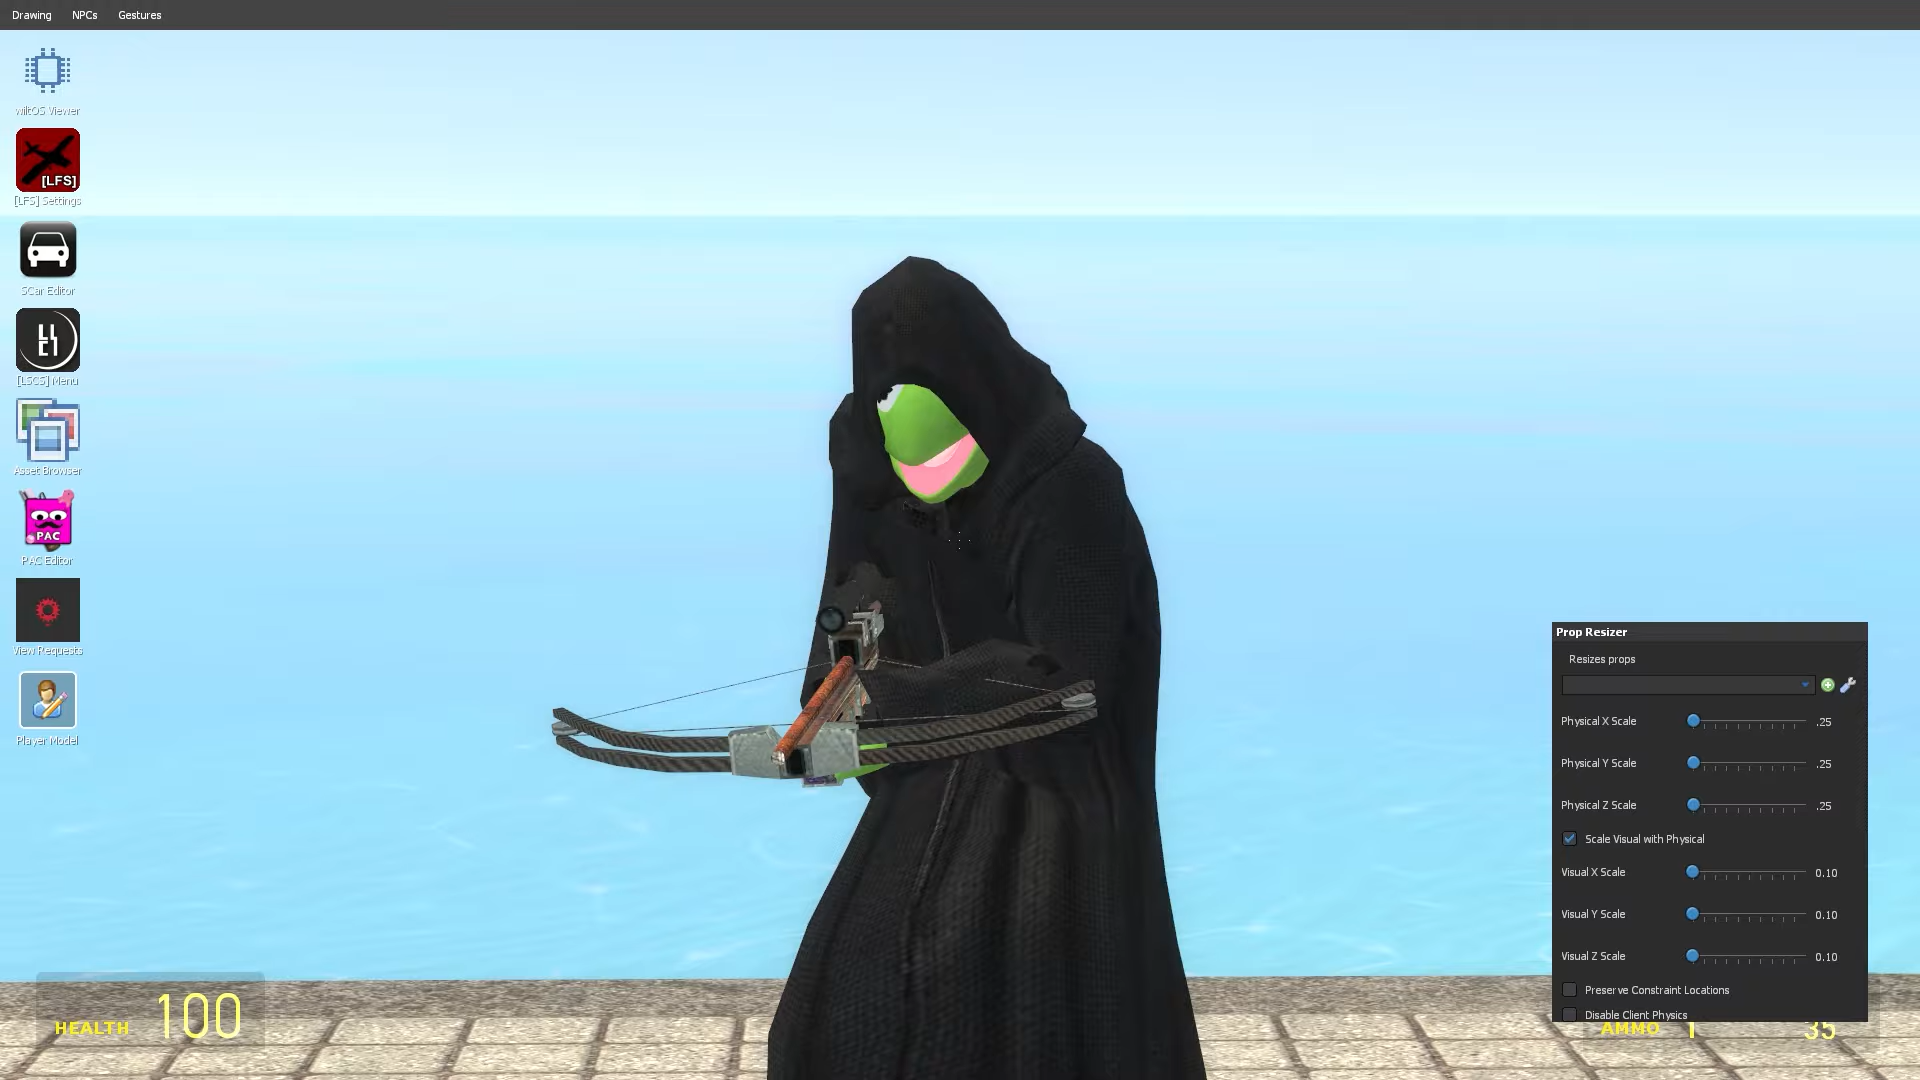 Drawing NPCs Gestures
wiltOS Viewer
[LFS]
[LFS] Settings
SCar Editor
[LSCS] Menu
Asset Browser
PAC
PAC Editor
View Requests
Player Model
Prop Resizer
Resizes props
Physical X Scale .25
Physical Y Scale .25
Physical Z Scale .25
Scale Visual with Physical
Visual X Scale 0.10
Visual Y Scale 0.10
Visual Z Scale 0.10
Preserve Constraint Locations
Disable Client Physics
HEALTH 100
AMMO 1 35